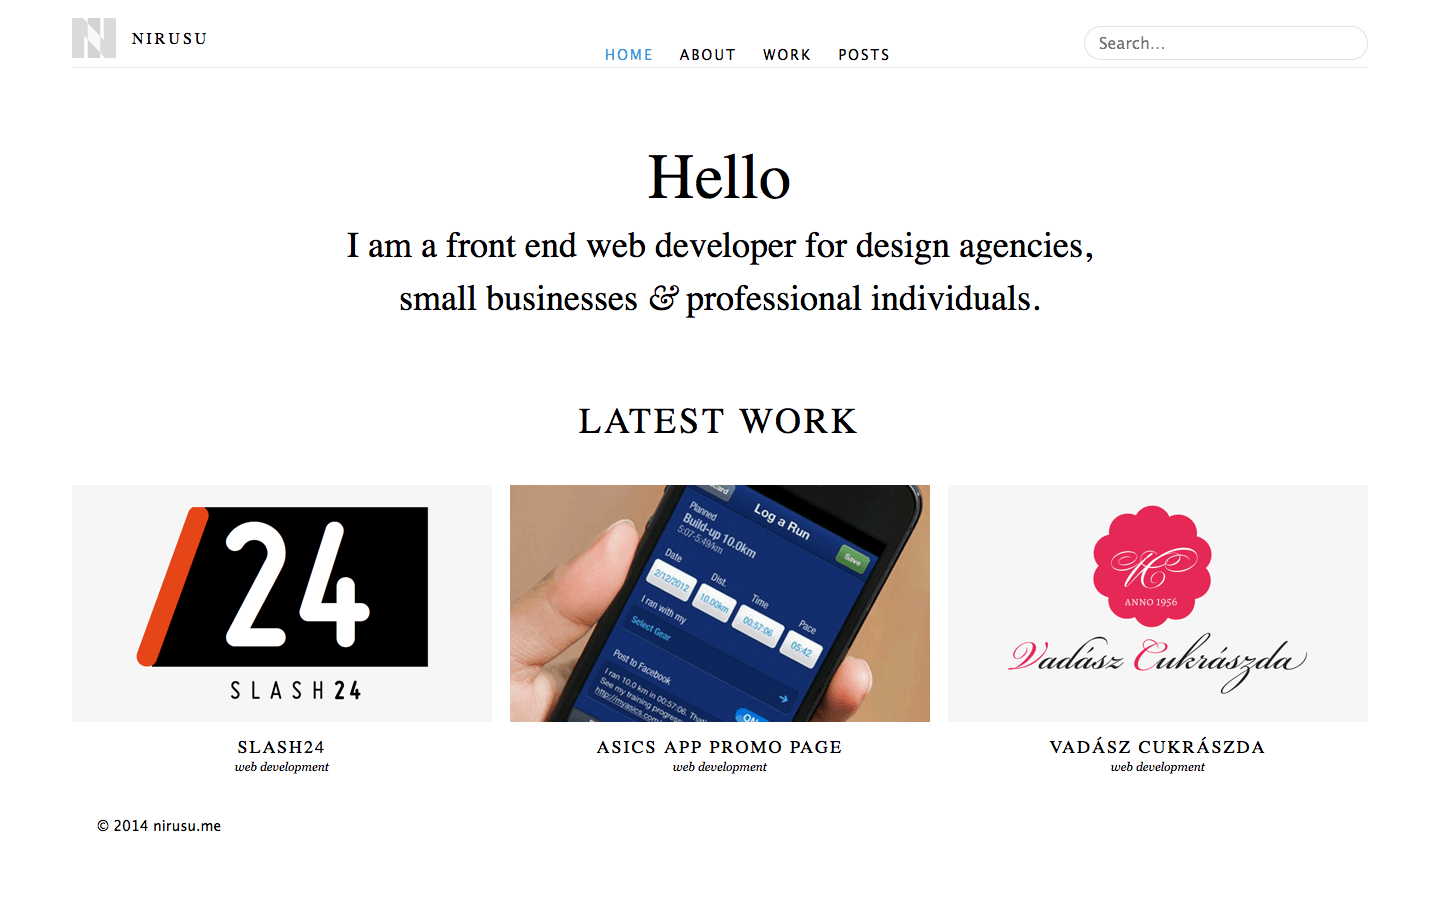 NIRUSU
HOME ABOUT WORK POSTS
Search...
Hello
I am a front end web developer for design agencies,
small businesses & professional individuals.
LATEST WORK
24
SLASH24
Log a Run
Save
Planned
Build-up 10.0km
5:07-5:49/km
Date Dist. Time Pace
2/12/2012 10.00km 00:57:06 05:42
I ran with my
Select Gear
Post to Facebook
I ran 10.0 km in 00:57:06. That
See my training progress
http://myasics.com
ON
ANNO 1956
Vadász Cukrászda
SLASH24
web development
ASICS APP PROMO PAGE
web development
VADÁSZ CUKRÁSZDA
web development
© 2014 nirusu.me